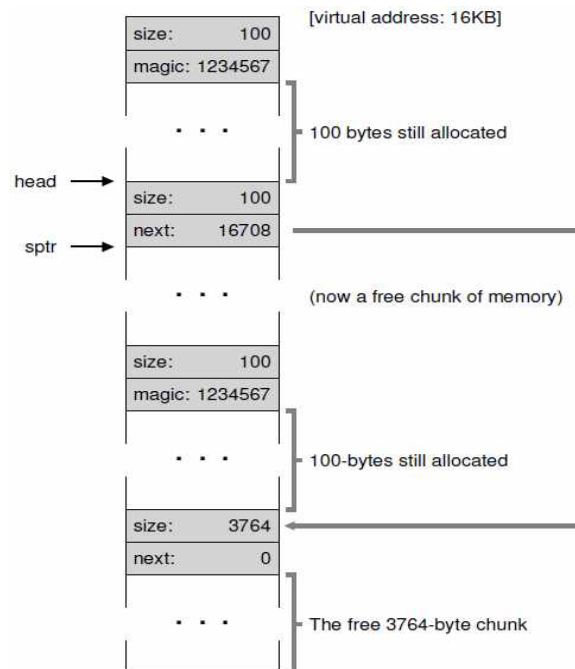 [virtual address: 16KB]
size: 100
magic: 1234567
. . .
100 bytes still allocated
head
size: 100
next: 16708
sptr
. . .
(now a free chunk of memory)
size: 100
magic: 1234567
. . .
100-bytes still allocated
size: 3764
next: 0
. . .
The free 3764-byte chunk